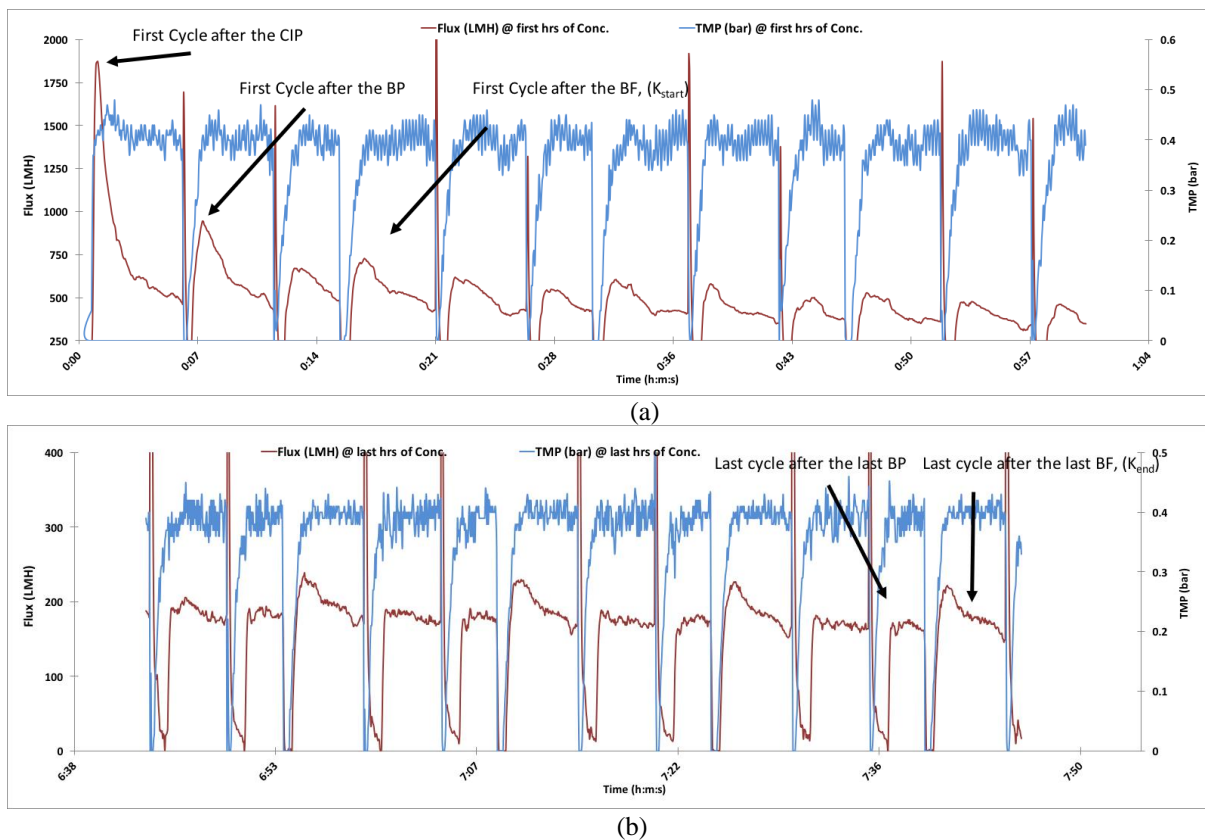 Flux (LMH) @ first hrs of Conc. TMP (bar) @ first hrs of Conc.
First Cycle after the CIP
First Cycle after the BP
First Cycle after the BF, (Kstart)
Flux (LMH)
2000
1750
1500
1250
1000
750
500
250
TMP (bar)
0.6
0.5
0.4
0.3
0.2
0.1
0
0:00 0:07 0:14 0:21 0:28 0:36 0:43 0:50 0:57 1:04
Time (h:m:s)
(a)
Flux (LMH) @ last hrs of Conc. TMP (bar) @ last hrs of Conc.
Last cycle after the last BP
Last cycle after the last BF, (Kend)
Flux (LMH)
400
300
200
100
0
TMP (bar)
0.5
0.4
0.3
0.2
0.1
0
6:38 6:53 7:07 7:22 7:36 7:50
Time (h:m:s)
(b)